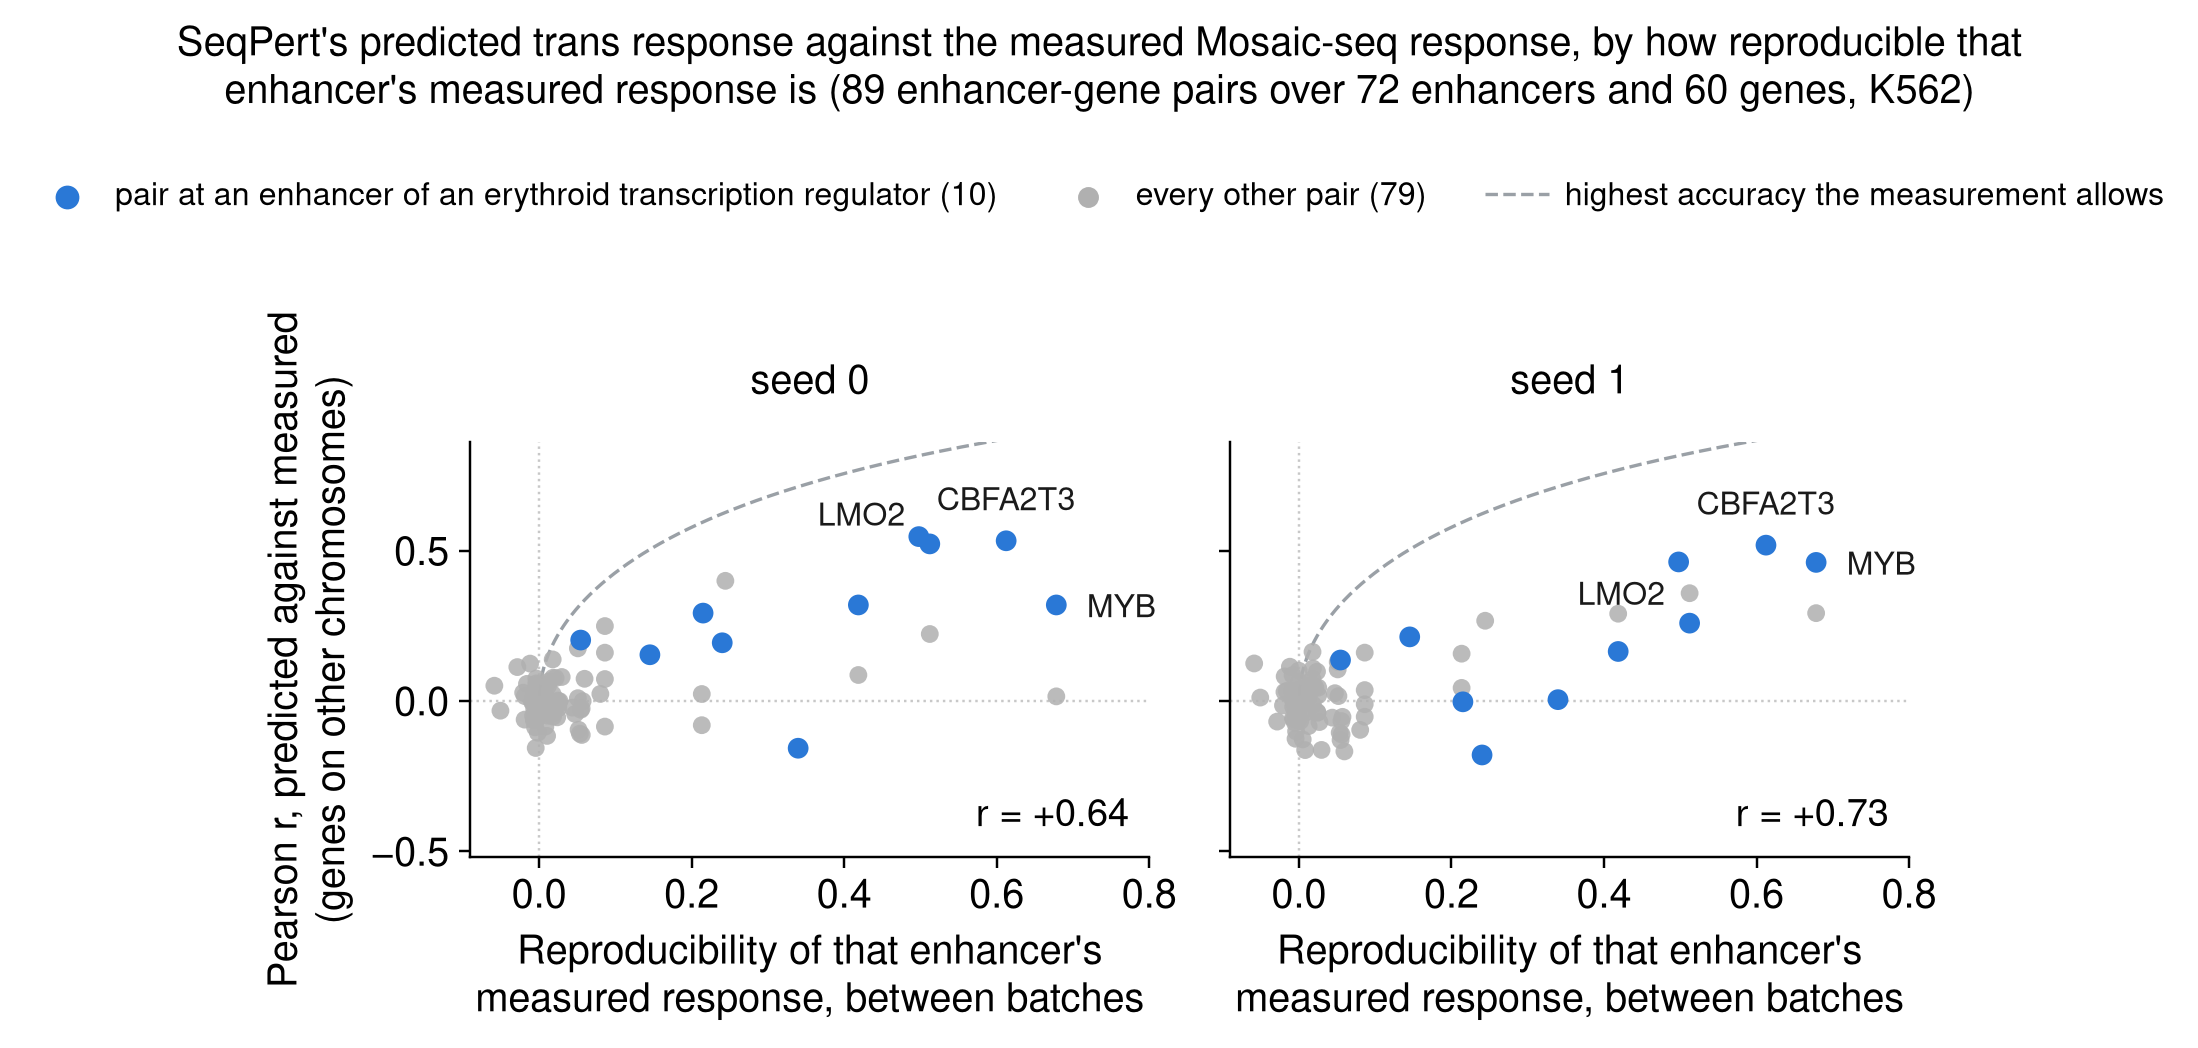 SeqPert's predicted trans response against the measured Mosaic-seq response, by how reproducible that
enhancer's measured response is (89 enhancer-gene pairs over 72 enhancers and 60 genes, K562)
pair at an enhancer of an erythroid transcription regulator (10)
every other pair (79)
highest accuracy the measurement allows
Pearson r, predicted against measured
(genes on other chromosomes)
seed 0
0.5
0.0
−0.5
LMO2
CBFA2T3
MYB
r = +0.64
0.0
0.2
0.4
0.6
0.8
Reproducibility of that enhancer's
measured response, between batches
seed 1
CBFA2T3
MYB
LMO2
r = +0.73
0.0
0.2
0.4
0.6
0.8
Reproducibility of that enhancer's
measured response, between batches